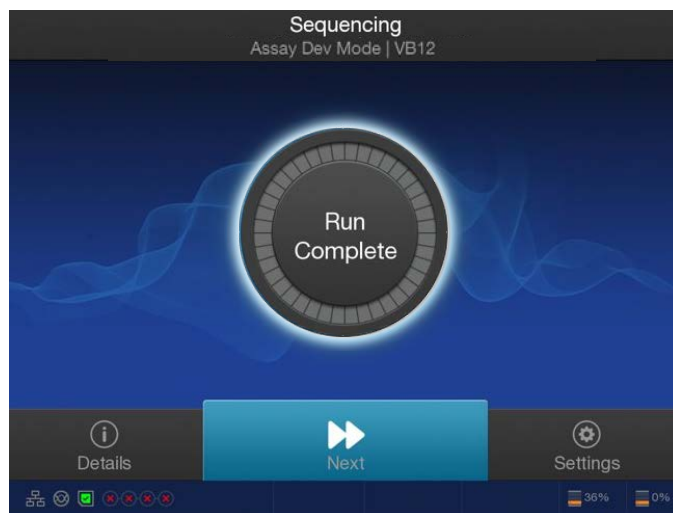 Sequencing
Assay Dev Mode | VB12
Run
Complete
Details
Next
Settings
36%
0%